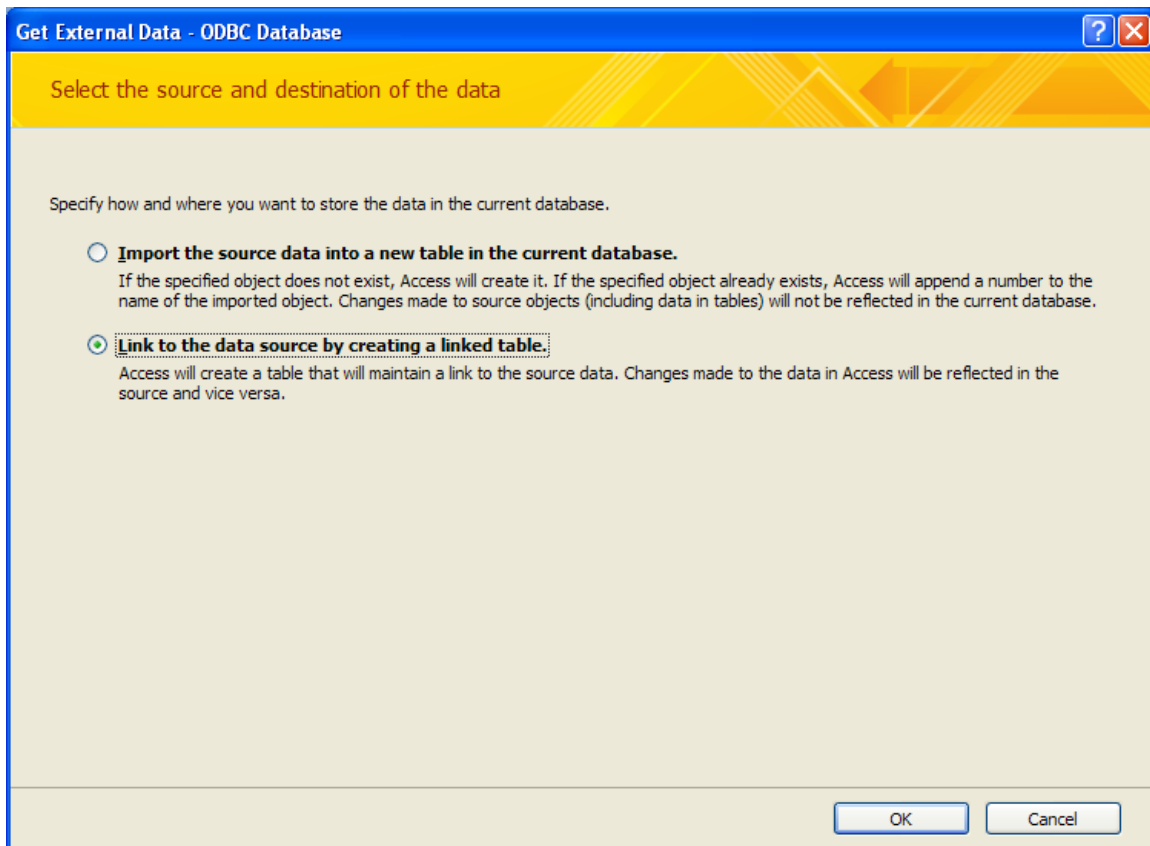 Get External Data - ODBC Database
Select the source and destination of the data
Specify how and where you want to store the data in the current database.
Import the source data into a new table in the current database.
If the specified object does not exist, Access will create it. If the specified object already exists, Access will append a number to the
name of the imported object. Changes made to source objects (including data in tables) will not be reflected in the current database.
Link to the data source by creating a linked table.
Access will create a table that will maintain a link to the source data. Changes made to the data in Access will be reflected in the
source and vice versa.
OK Cancel